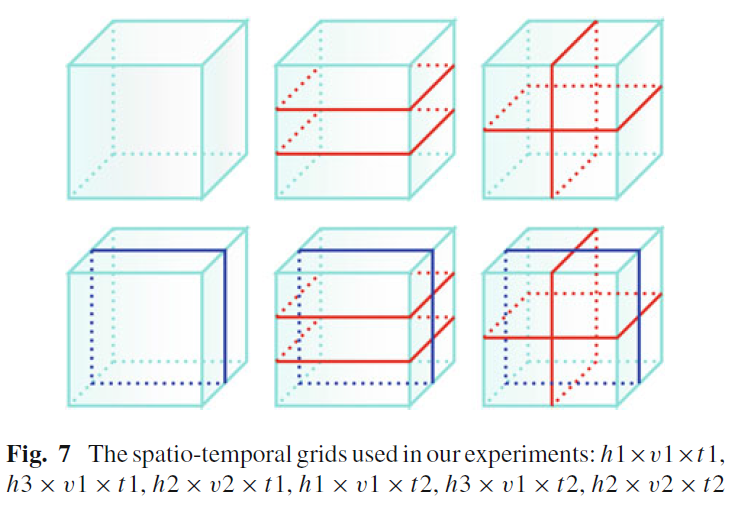 Fig. 7 The spatio-temporal grids used in our experiments: h1×v1×t1,
h3 × v1 × t1, h2 × v2 × t1, h1 × v1 × t2, h3 × v1 × t2, h2 × v2 × t2